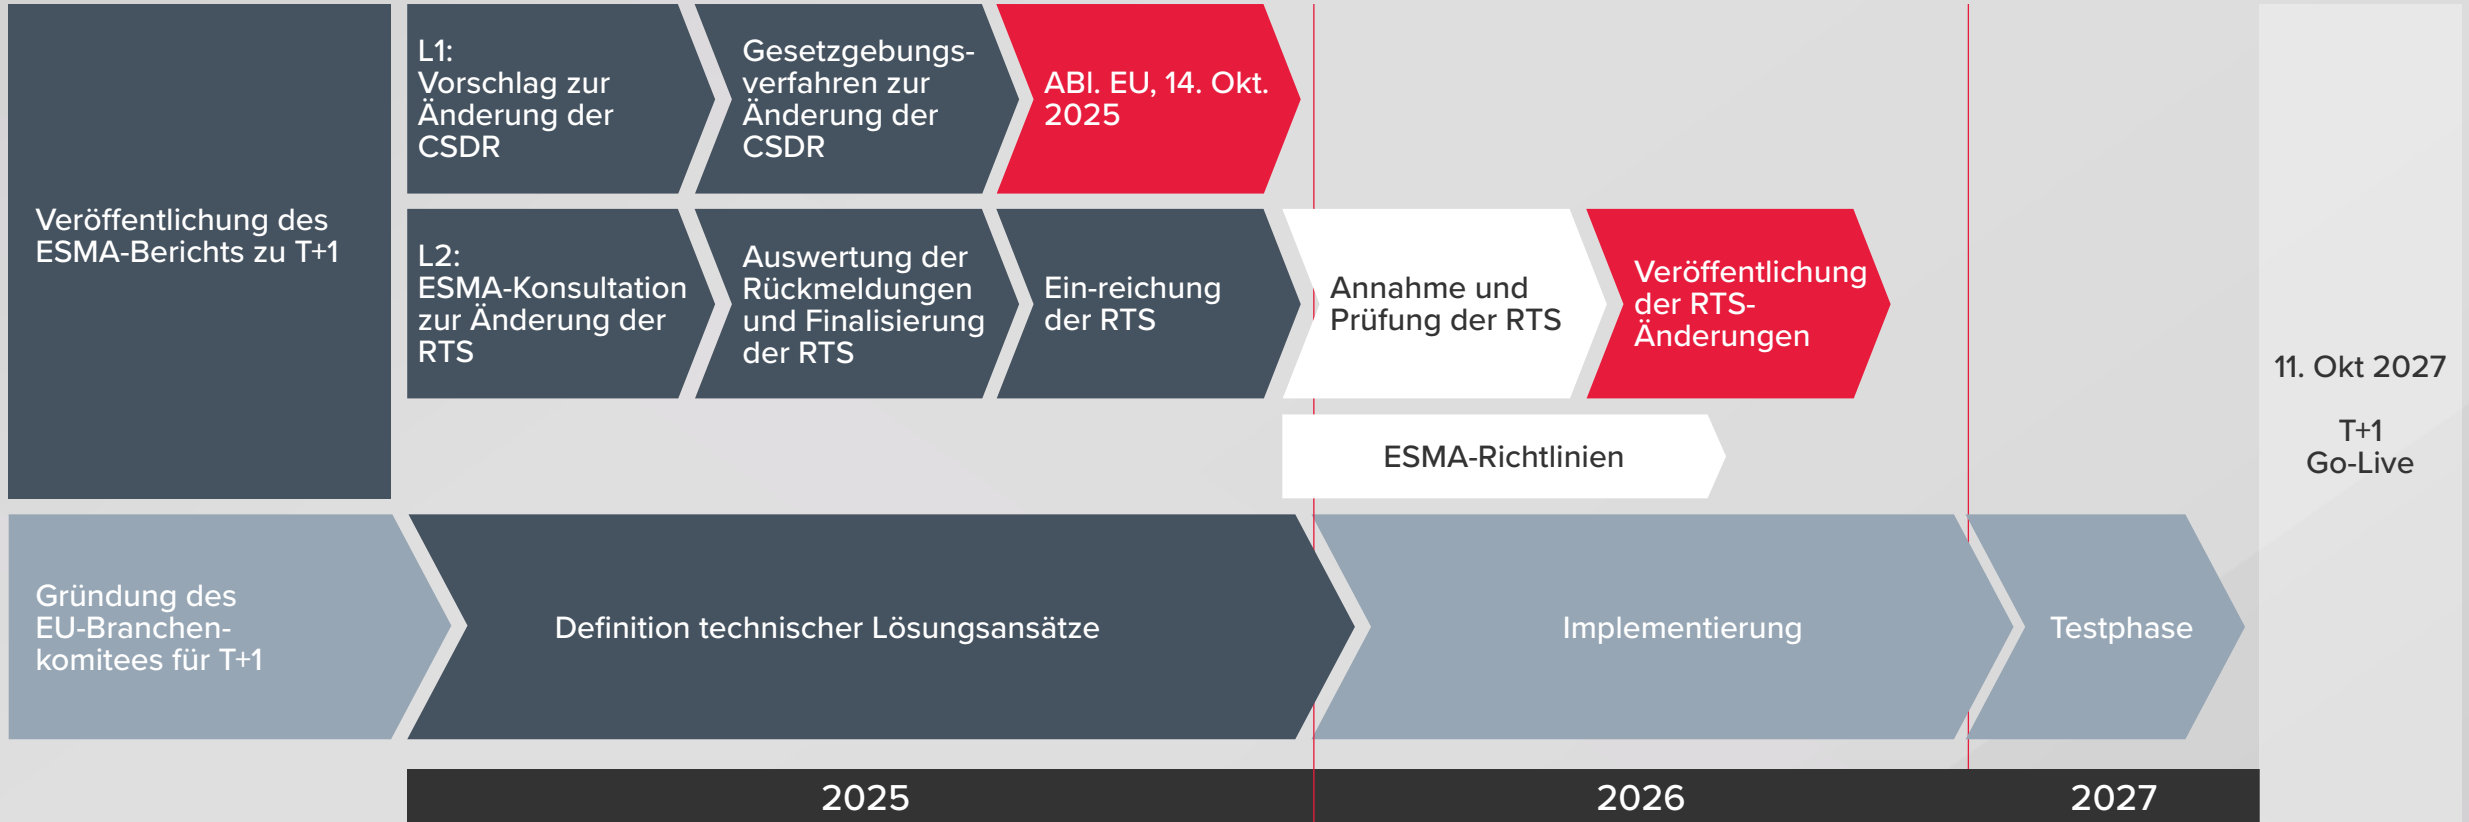 Veröffentlichung des
ESMA-Berichts zu T+1
L1:
Vorschlag zur
Änderung der
CSDR
Gesetzgebungs-
verfahren zur
Änderung der
CSDR
ABl. EU, 14. Okt.
2025
L2:
ESMA-Konsultation
zur Änderung der
RTS
Auswertung der
Rückmeldungen
und Finalisierung
der RTS
Ein-reichung
der RTS
Annahme und
Prüfung der RTS
Veröffentlichung
der RTS-
Änderungen
ESMA-Richtlinien
11. Okt 2027
T+1
Go-Live
Gründung des
EU-Branchen-
komitees für T+1
Definition technischer Lösungsansätze
Implementierung
Testphase
2025
2026
2027